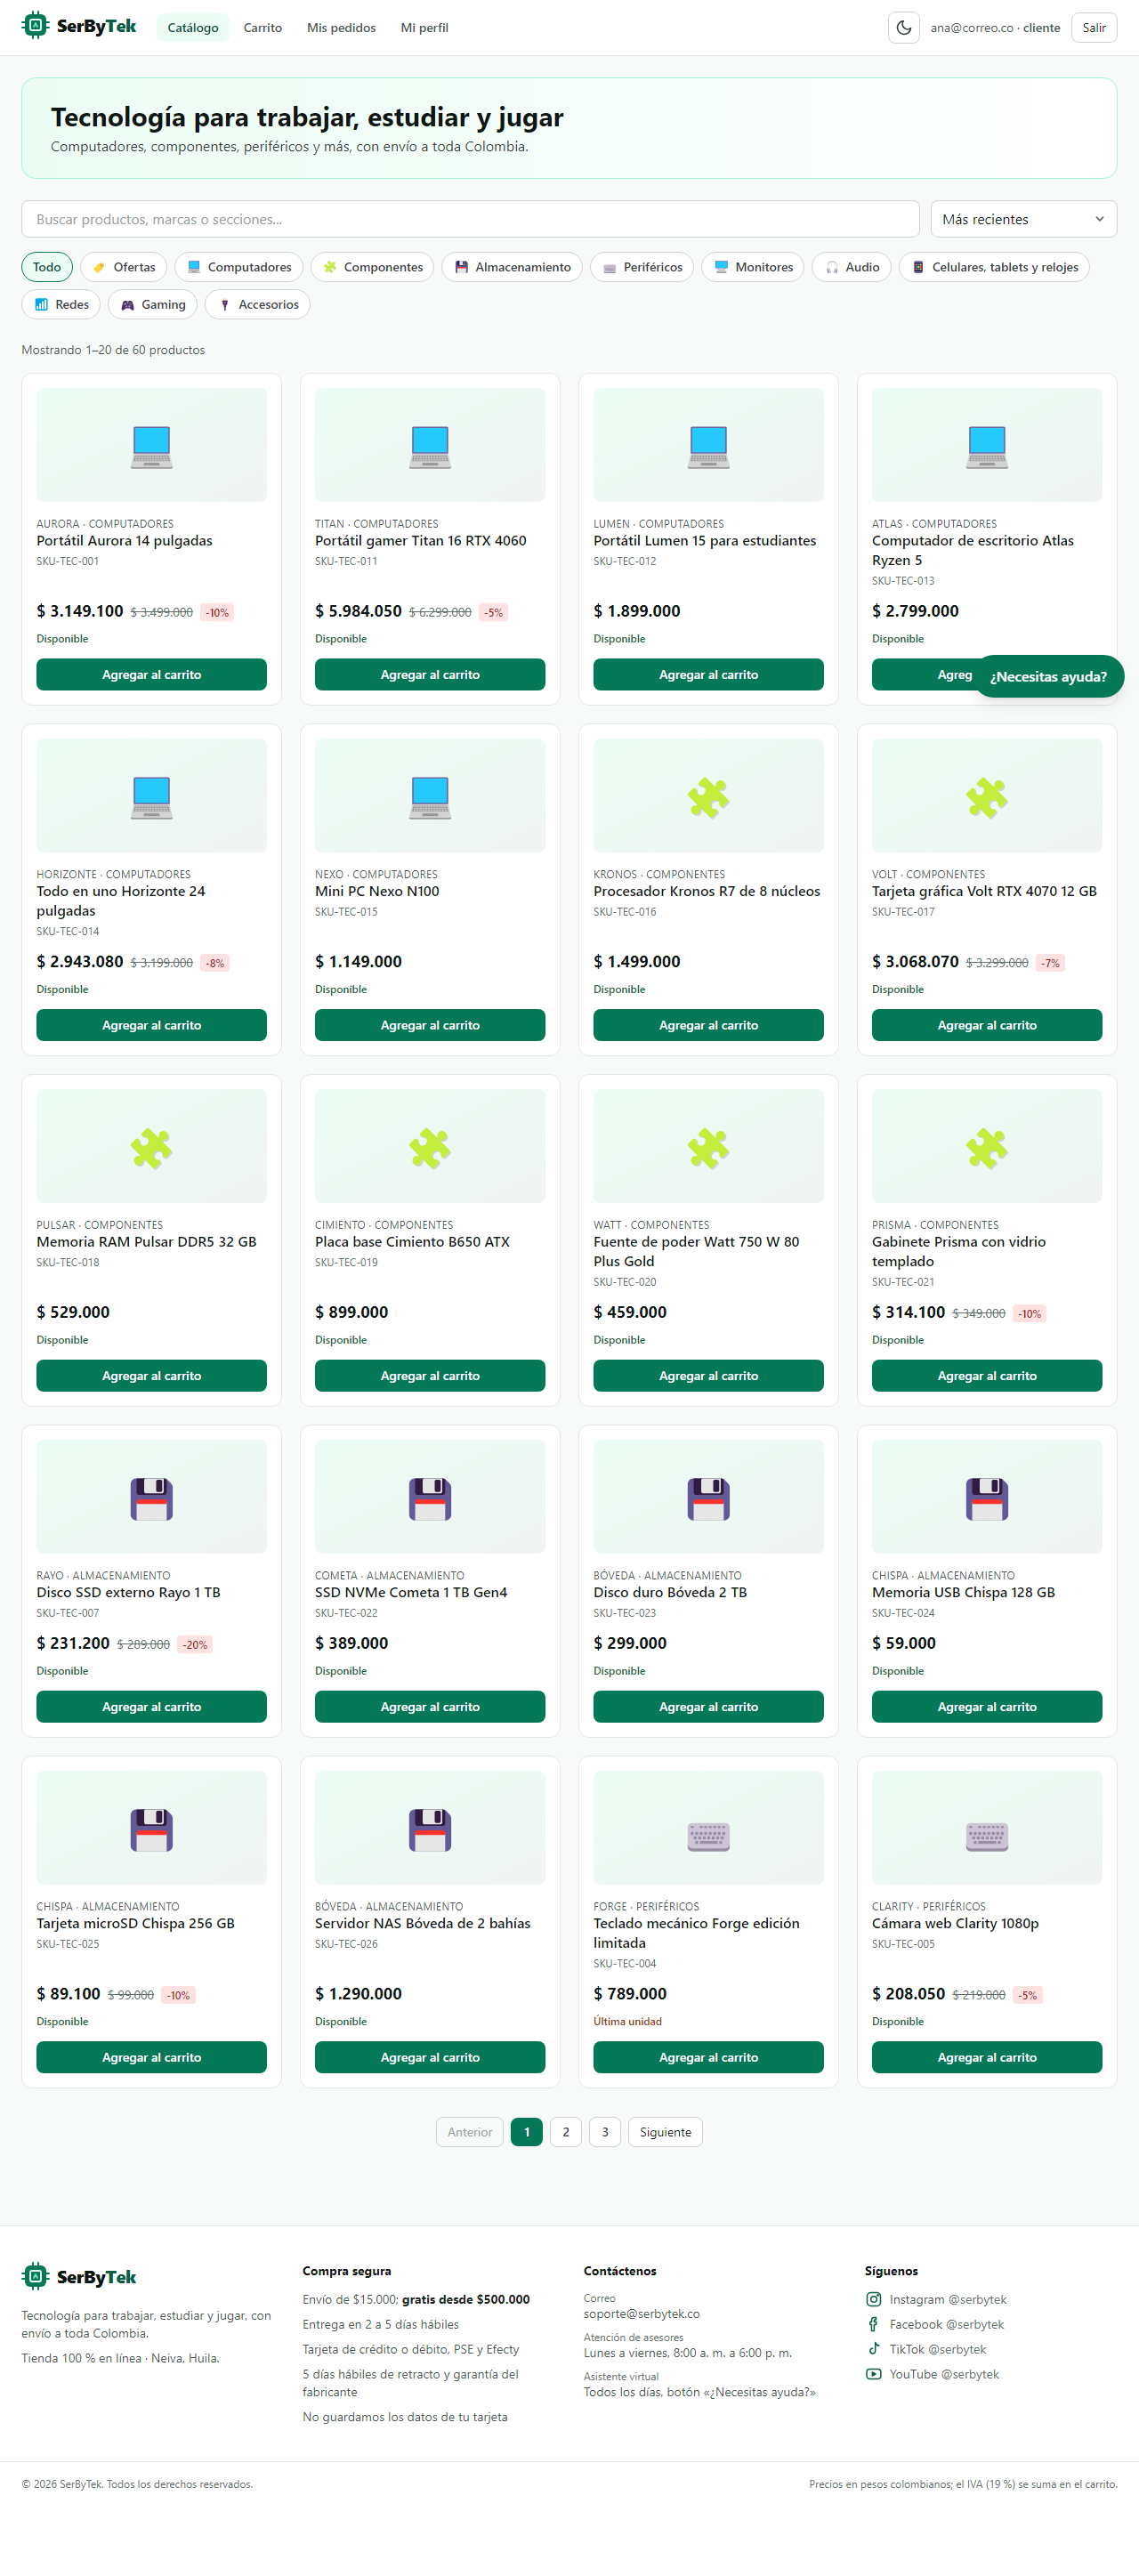 SerByTek
Catálogo
Carrito
Mis pedidos
Mi perfil
ana@correo.co · cliente
Salir
Tecnología para trabajar, estudiar y jugar
Computadores, componentes, periféricos y más, con envío a toda Colombia.
Buscar productos, marcas o secciones...
Más recientes
Todo
Ofertas
Computadores
Componentes
Almacenamiento
Periféricos
Monitores
Audio
Celulares, tablets y relojes
Redes
Gaming
Accesorios
Mostrando 1–20 de 60 productos
AURORA · COMPUTADORES
Portátil Aurora 14 pulgadas
SKU-TEC-001
$ 3.149.100 $ 3.499.000 -10%
Disponible
Agregar al carrito
TITAN · COMPUTADORES
Portátil gamer Titan 16 RTX 4060
SKU-TEC-011
$ 5.984.050 $ 6.299.000 -5%
Disponible
Agregar al carrito
LUMEN · COMPUTADORES
Portátil Lumen 15 para estudiantes
SKU-TEC-012
$ 1.899.000
Disponible
Agregar al carrito
ATLAS · COMPUTADORES
Computador de escritorio Atlas
Ryzen 5
SKU-TEC-013
$ 2.799.000
Disponible
Agreg
¿Necesitas ayuda?
HORIZONTE · COMPUTADORES
Todo en uno Horizonte 24
pulgadas
SKU-TEC-014
$ 2.943.080 $ 3.199.000 -8%
Disponible
Agregar al carrito
NEXO · COMPUTADORES
Mini PC Nexo N100
SKU-TEC-015
$ 1.149.000
Disponible
Agregar al carrito
KRONOS · COMPONENTES
Procesador Kronos R7 de 8 núcleos
SKU-TEC-016
$ 1.499.000
Disponible
Agregar al carrito
VOLT · COMPONENTES
Tarjeta gráfica Volt RTX 4070 12 GB
SKU-TEC-017
$ 3.068.070 $ 3.299.000 -7%
Disponible
Agregar al carrito
PULSAR · COMPONENTES
Memoria RAM Pulsar DDR5 32 GB
SKU-TEC-018
$ 529.000
Disponible
Agregar al carrito
CIMIENTO · COMPONENTES
Placa base Cimiento B650 ATX
SKU-TEC-019
$ 899.000
Disponible
Agregar al carrito
WATT · COMPONENTES
Fuente de poder Watt 750 W 80
Plus Gold
SKU-TEC-020
$ 459.000
Disponible
Agregar al carrito
PRISMA · COMPONENTES
Gabinete Prisma con vidrio
templado
SKU-TEC-021
$ 314.100 $ 349.000 -10%
Disponible
Agregar al carrito
RAYO · ALMACENAMIENTO
Disco SSD externo Rayo 1 TB
SKU-TEC-007
$ 231.200 $ 289.000 -20%
Disponible
Agregar al carrito
COMETA · ALMACENAMIENTO
SSD NVMe Cometa 1 TB Gen4
SKU-TEC-022
$ 389.000
Disponible
Agregar al carrito
BÓVEDA · ALMACENAMIENTO
Disco duro Bóveda 2 TB
SKU-TEC-023
$ 299.000
Disponible
Agregar al carrito
CHISPA · ALMACENAMIENTO
Memoria USB Chispa 128 GB
SKU-TEC-024
$ 59.000
Disponible
Agregar al carrito
CHISPA · ALMACENAMIENTO
Tarjeta microSD Chispa 256 GB
SKU-TEC-025
$ 89.100 $ 99.000 -10%
Disponible
Agregar al carrito
BÓVEDA · ALMACENAMIENTO
Servidor NAS Bóveda de 2 bahías
SKU-TEC-026
$ 1.290.000
Disponible
Agregar al carrito
FORGE · PERIFÉRICOS
Teclado mecánico Forge edición
limitada
SKU-TEC-004
$ 789.000
Última unidad
Agregar al carrito
CLARITY · PERIFÉRICOS
Cámara web Clarity 1080p
SKU-TEC-005
$ 208.050 $ 219.000 -5%
Disponible
Agregar al carrito
Anterior
1
2
3
Siguiente
SerByTek
Tecnología para trabajar, estudiar y jugar, con
envío a toda Colombia.
Tienda 100 % en línea · Neiva, Huila.
Compra segura
Envío de $15.000; gratis desde $500.000
Entrega en 2 a 5 días hábiles
Tarjeta de crédito o débito, PSE y Efecty
5 días hábiles de retracto y garantía del
fabricante
No guardamos los datos de tu tarjeta
Contáctenos
Correo
soporte@serbytek.co
Atención de asesores
Lunes a viernes, 8:00 a. m. a 6:00 p. m.
Asistente virtual
Todos los días, botón «¿Necesitas ayuda?»
Síguenos
Instagram @serbytek
Facebook @serbytek
TikTok @serbytek
YouTube @serbytek
© 2026 SerByTek. Todos los derechos reservados.
Precios en pesos colombianos; el IVA (19 %) se suma en el carrito.